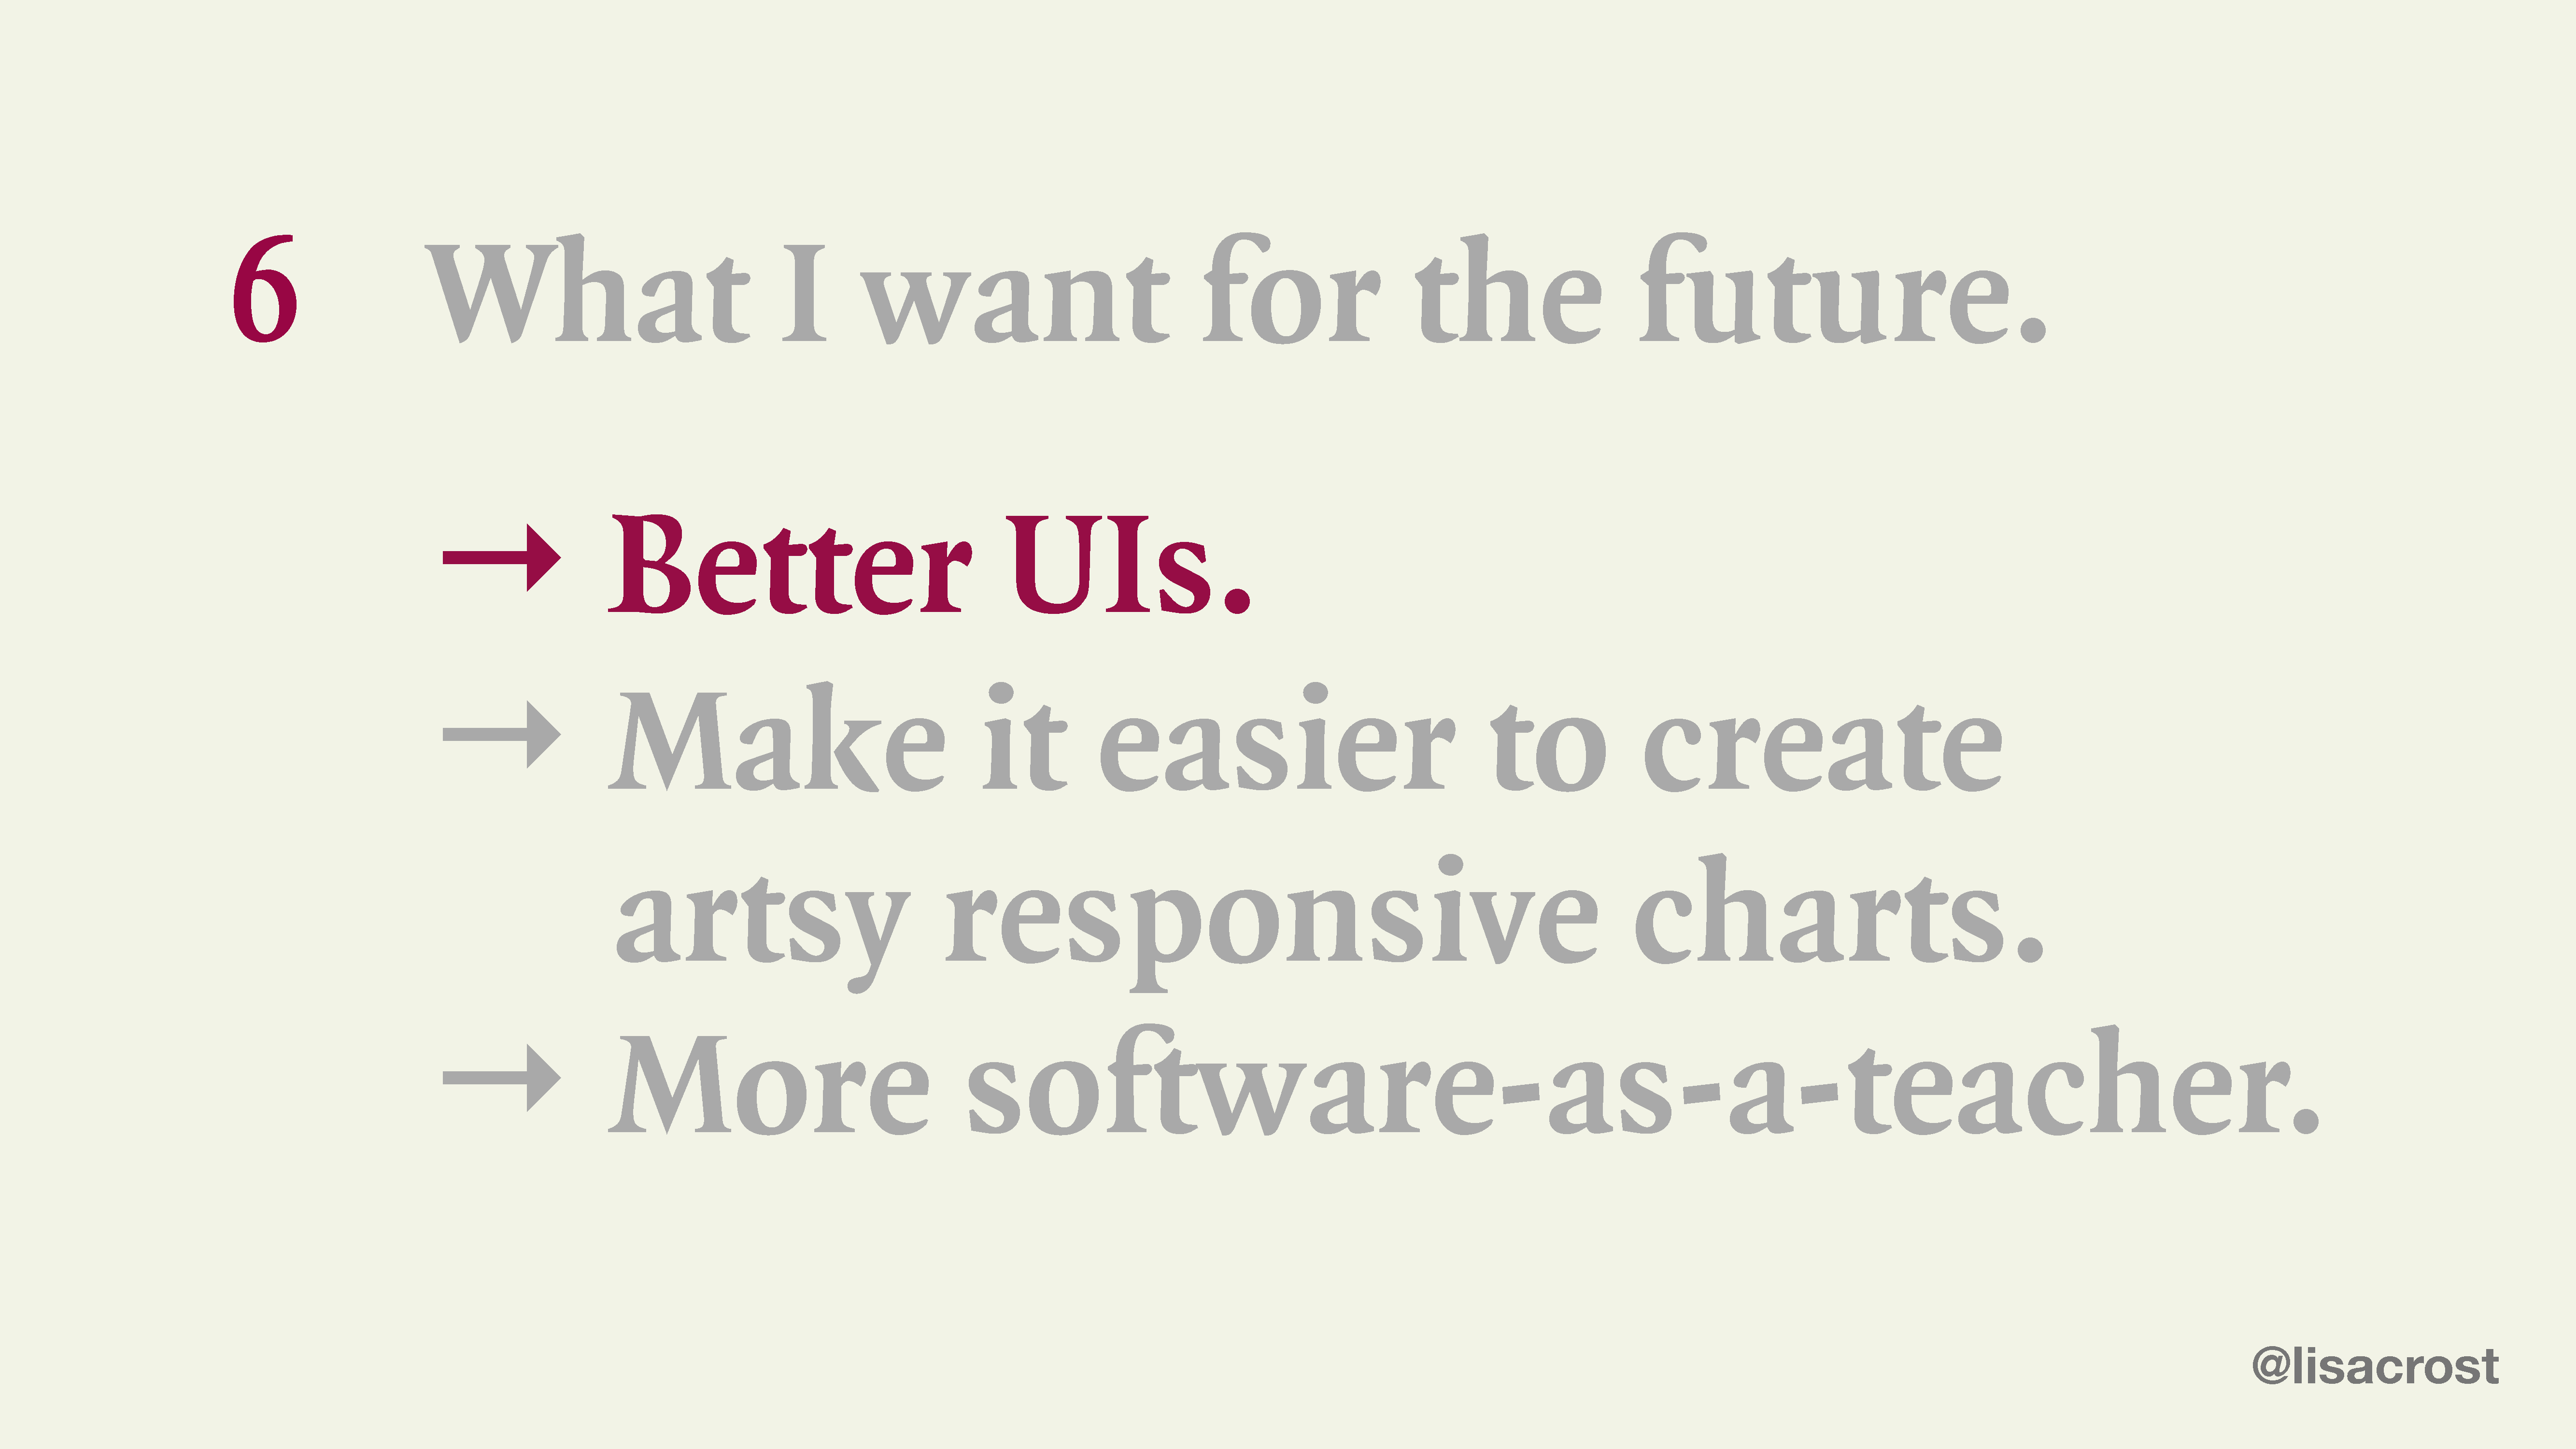 6 What I want for the future.
→ Better UIs.
→ Make it easier to create
artsy responsive charts.
→ More software-as-a-teacher.
@lisacrost